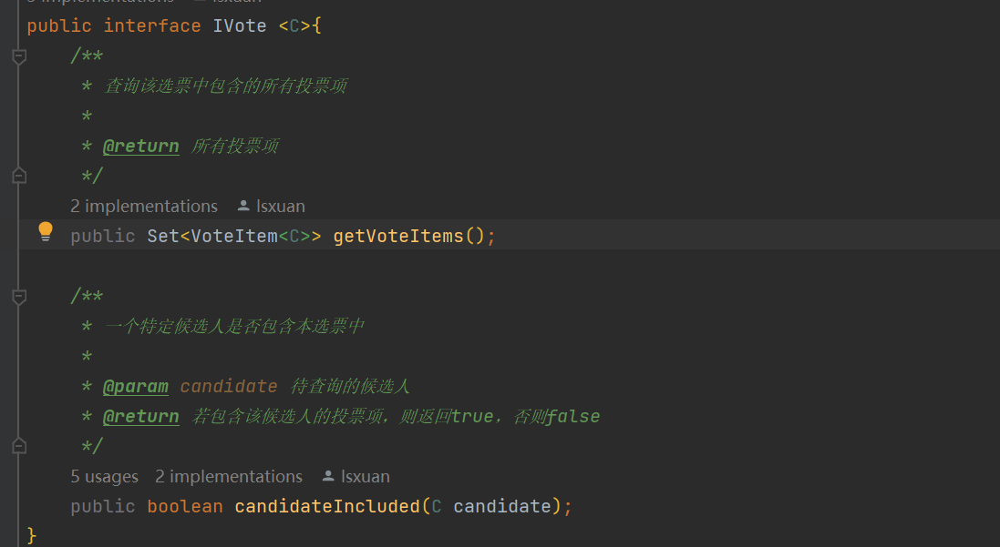 public interface IVote <C>{
/**
* 查询该选票中包含的所有投票项
*
* @return 所有投票项
*/
2 implementations lsxuan
public Set<VoteItem<C>> getVoteItems();
/**
* 一个特定候选人是否包含本选票中
*
* @param candidate 待查询的候选人
* @return 若包含该候选人的投票项，则返回true，否则false
*/
5 usages 2 implementations lsxuan
public boolean candidateIncluded(C candidate);
}